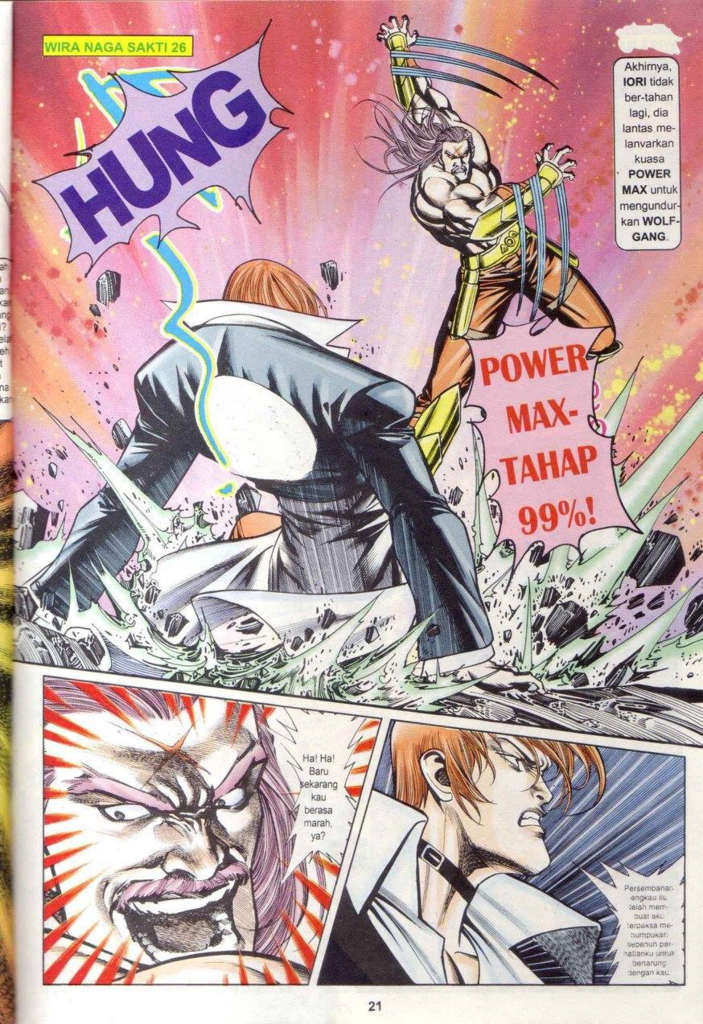 WIRA NAGA SAKTI 26
HUNG
Akhirnya,
IORI tidak
ber-tahan
lagi, dia
lantas me-
lanvarkan
kuasa
POWER
MAX untuk
mengundur-
kan WOLF-
GANG.
POWER
MAX-
TAHAP
99%!
Ha! Ha!
Baru
sekarang
kau
berasa
marah,
ya?
Persembahan
engkau itu
telah mem-
buat aku
terpaksa me-
numpukan
sepenuh per-
hatianku untuk
bertarung
dengan kau.
21